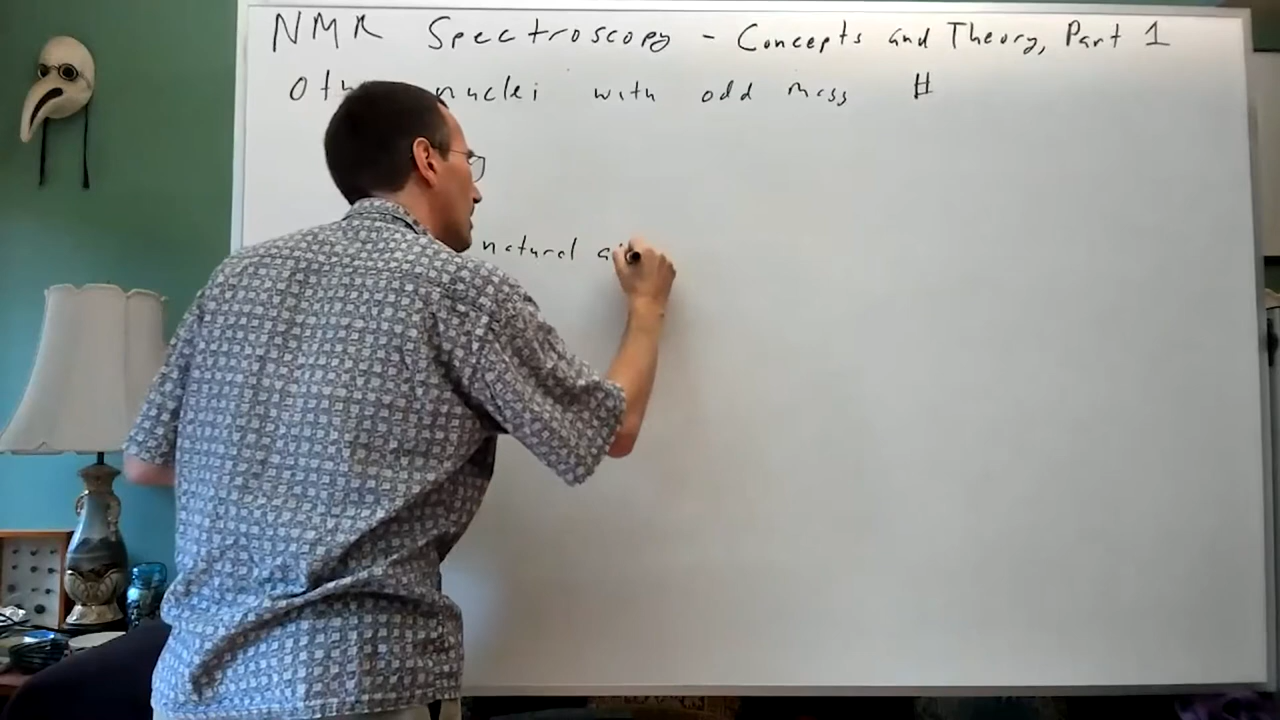 NMR Spectroscopy - Concepts and Theory, Part 1
nuclei with odd mass #
natural